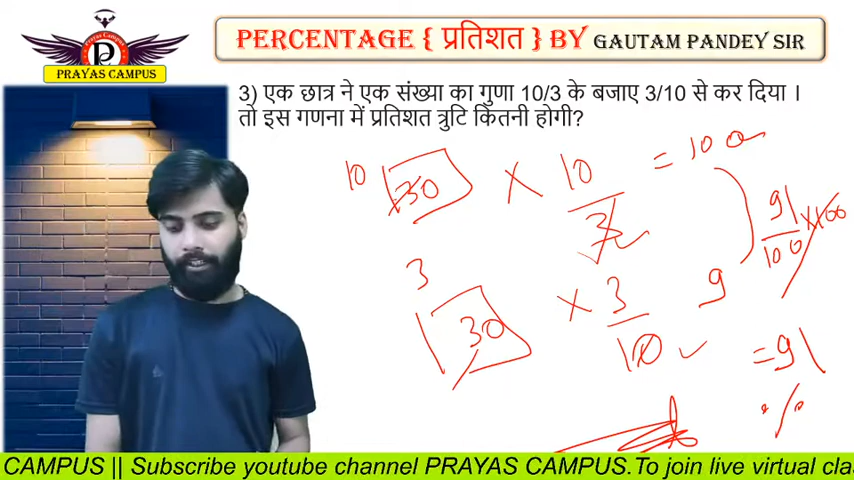 Prayas Campus
PRAYAS CAMPUS
PERCENTAGE { प्रतिशत } BY GAUTAM PANDEY SIR
3) एक छात्र ने एक संख्या का गुणा 10/3 के बजाए 3/10 से कर दिया ।
तो इस गणना में प्रतिशत त्रुटि कितनी होगी?
10 30 × 10/3 = 100
91/100 × 100
3 30 × 3/10 9
= 91
%
CAMPUS || Subscribe youtube channel PRAYAS CAMPUS.To join live virtual cla